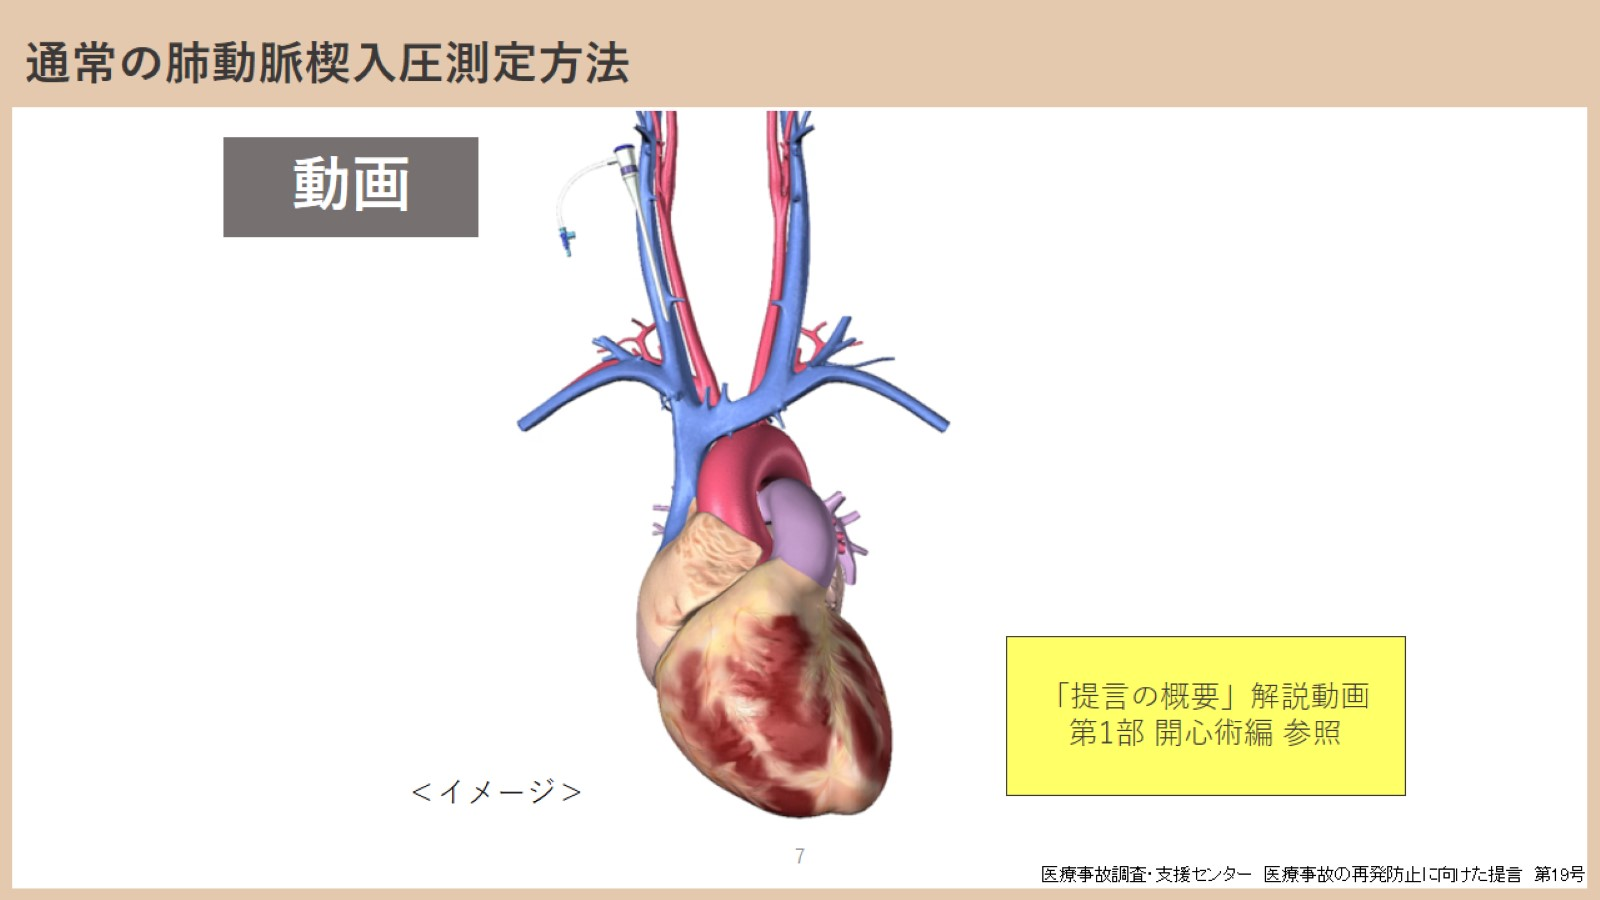 通常の肺動脈楔入圧測定方法
動画
「提言の概要」解説動画
第1部 開心術編 参照
＜イメージ＞
7
医療事故調査・支援センター　医療事故の再発防止に向けた提言　第19号